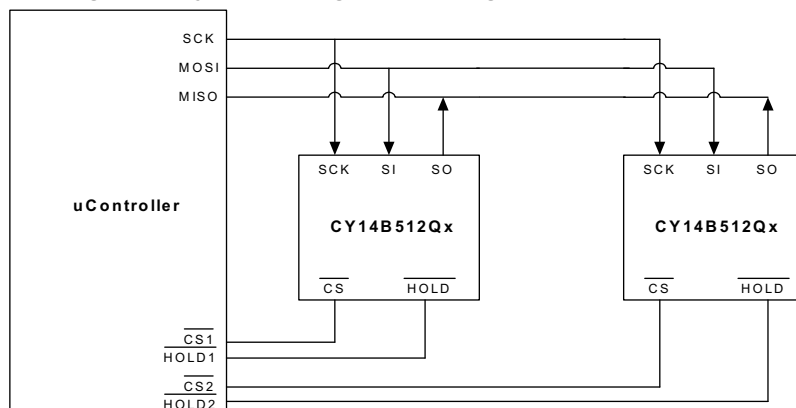 SCK
MOSI
MISO
SCK SI SO
SCK SI SO
uController
CY14B512Qx
CY14B512Qx
CS HOLD
CS HOLD
CS1
HOLD1
CS2
HOLD2